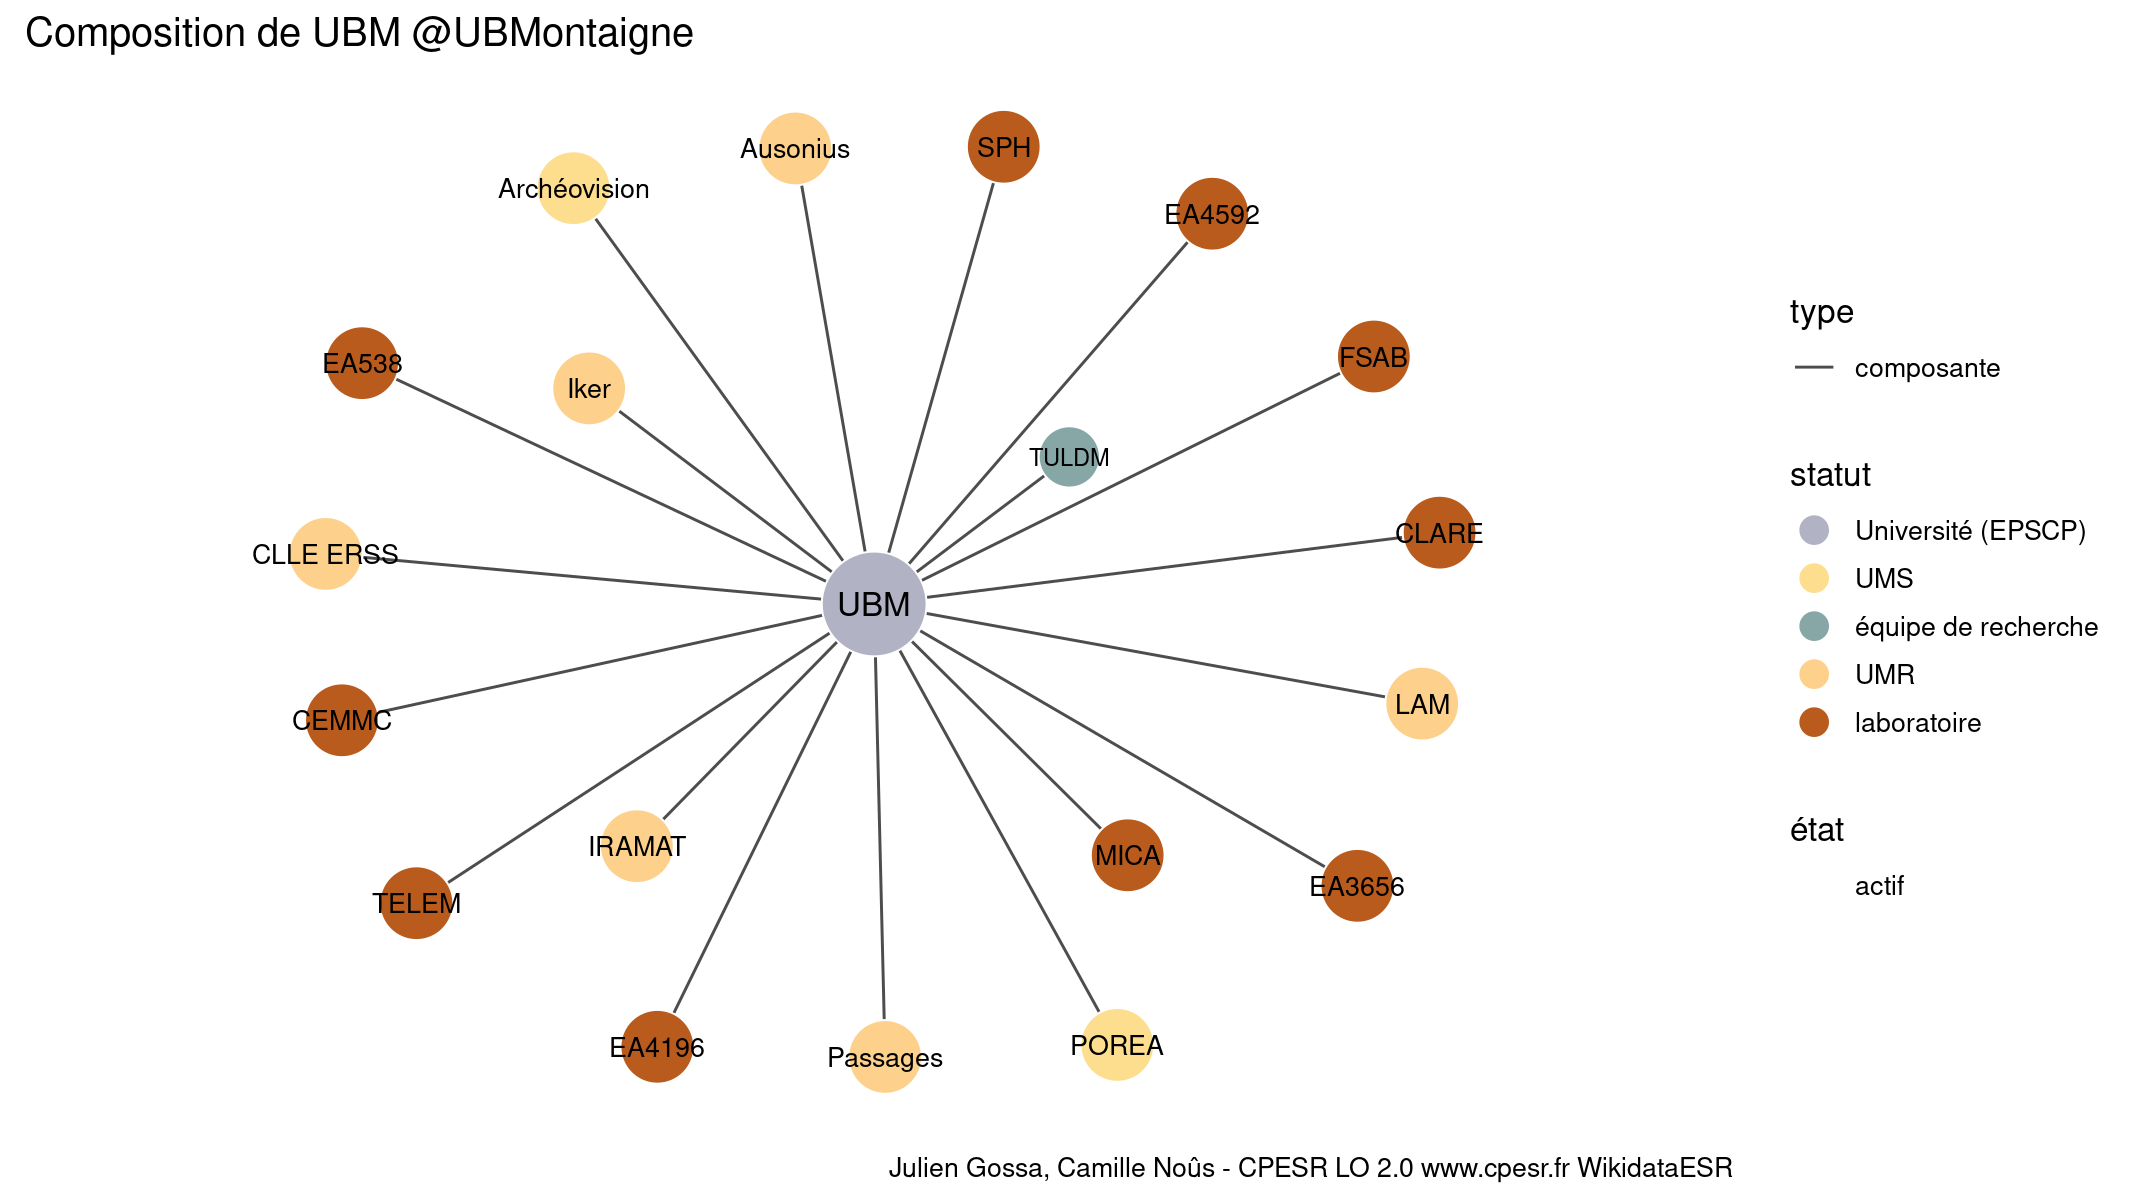 Composition de UBM @UBMontaigne
Ausonius
SPH
Archéovision
EA4592
EA538
FSAB
Iker
TULDM
CLARE
CLLE ERSS
UBM
LAM
CEMMC
IRAMAT
MICA
EA3656
TELEM
EA4196
Passages
POREA
type
composante
statut
Université (EPSCP)
UMS
équipe de recherche
UMR
laboratoire
état
actif
Julien Gossa, Camille Noûs - CPESR LO 2.0 www.cpesr.fr WikidataESR